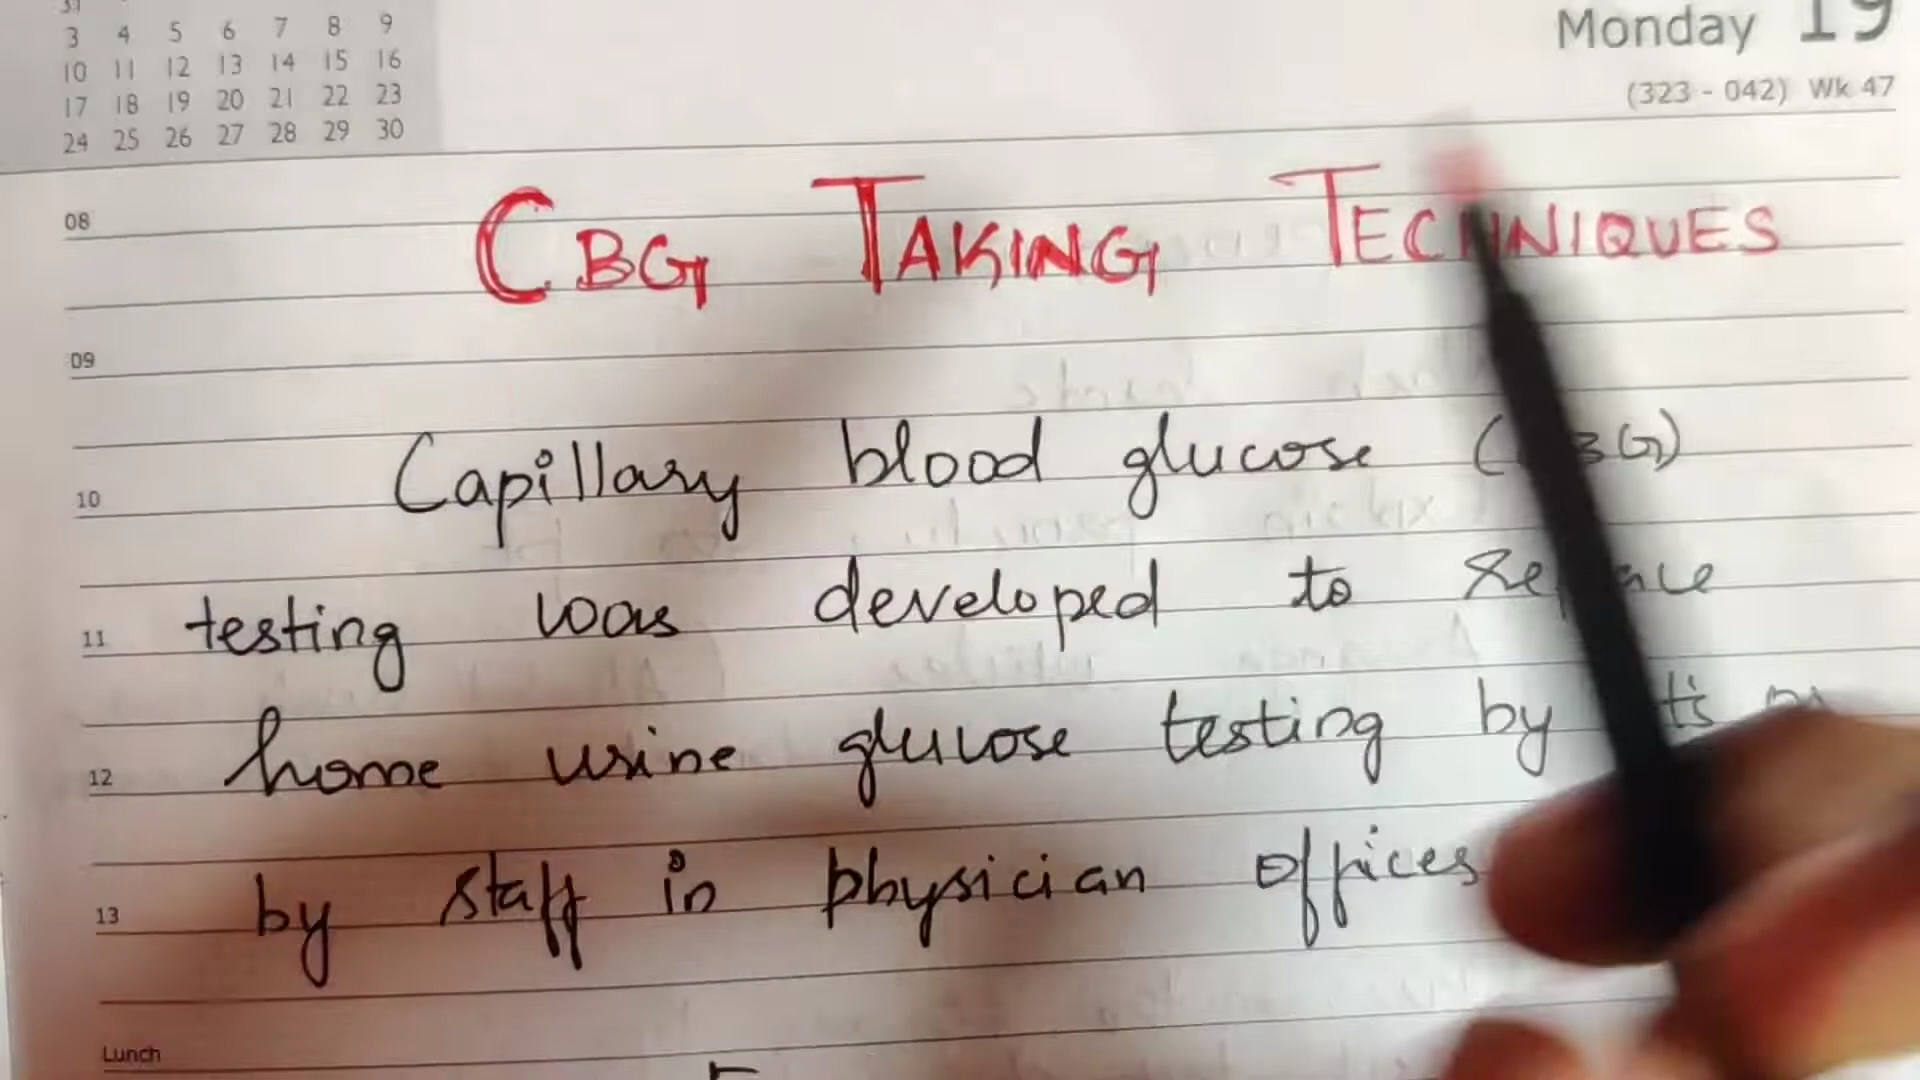 31
3 4 5 6 7 8 9
10 11 12 13 14 15 16
17 18 19 20 21 22 23
24 25 26 27 28 29 30
Monday 19
(323 - 042) Wk 47
08
CBG TAKING TECHNIQUES
09
10 Capillary blood glucose
11 testing was developed to
12 home urine glucose testing by
13 by staff in physician offices
Lunch